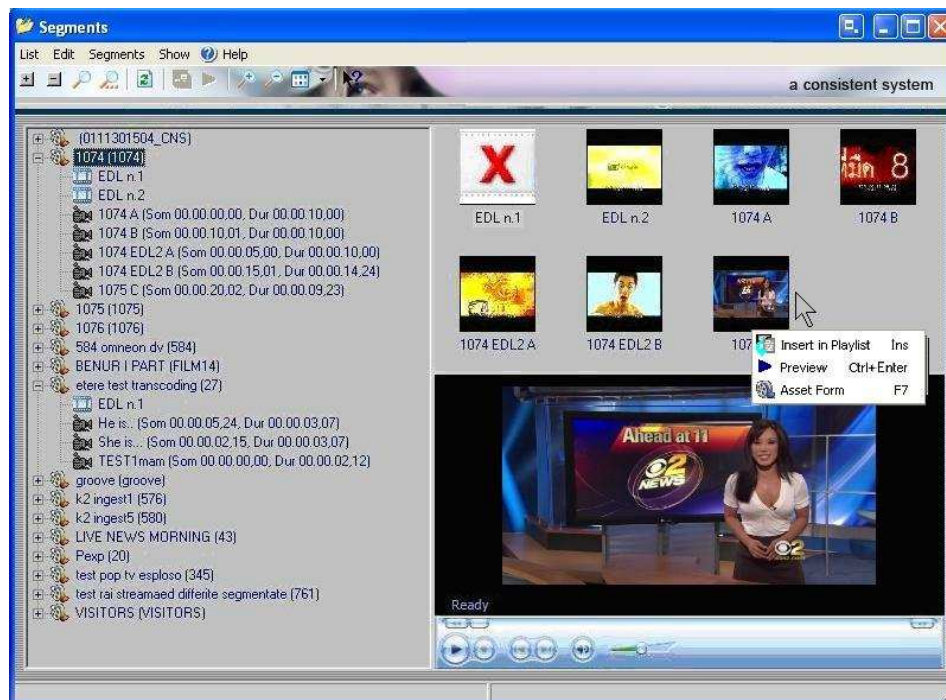 Segments
List Edit Segments Show Help
a consistent system
(0111301504_CNS)
1074 (1074)
EDL n.1
EDL n.2
1074 A (Som 00.00.00.00, Dur 00.00.10,00)
1074 B (Som 00.00.10,01, Dur 00.00.10,00)
1074 EDL2 A (Som 00.00.05,00, Dur 00.00.10,00)
1074 EDL2 B (Som 00.00.15,01, Dur 00.00.14,24)
1075 C (Som 00.00.20,02, Dur 00.00.09,23)
1075 (1075)
1076 (1076)
584 omneon dv (584)
BENUR I PART (FILM14)
etere test transcoding (27)
EDL n.1
He is.. (Som 00.00.05,24, Dur 00.00.03,07)
She is... (Som 00.00.02,15, Dur 00.00.03,07)
TEST1mam (Som 00.00.00,00, Dur 00.00.02,12)
groove (groove)
k2 ingest1 (576)
k2 ingest5 (580)
LIVE NEWS MORNING (43)
Pexp (20)
test pop tv esploso (345)
test rai streamaed differite segmentate (761)
VISITORS (VISITORS)
ที่มืด 8
EDL n.1 EDL n.2 1074 A 1074 B
1074 EDL2 A 1074 EDL2 B 107
Insert in Playlist Ins
Preview Ctrl+Enter
Asset Form F7
Ahead at 11
2
NEWS
2
Ready